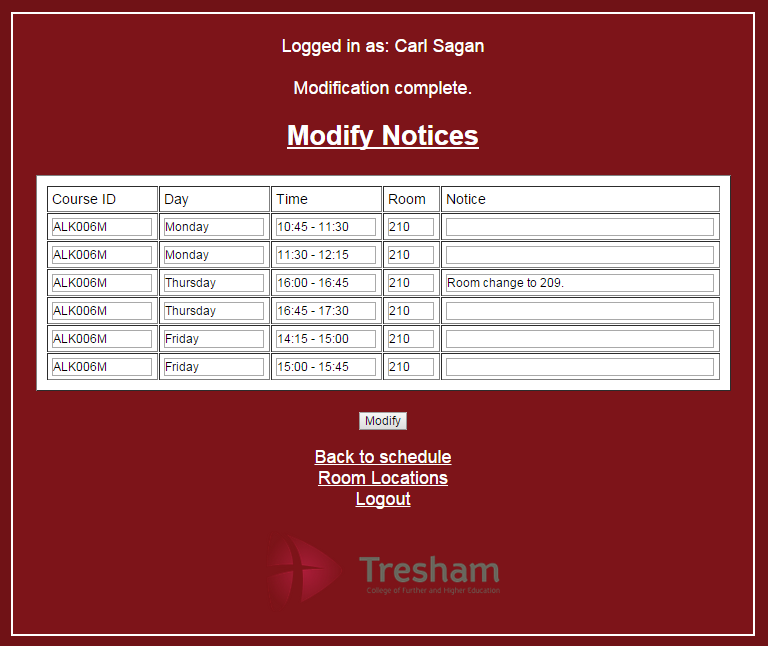 Logged in as: Carl Sagan
Modification complete.
Modify Notices
Course ID Day Time Room Notice
ALK006M Monday 10:45 - 11:30 210
ALK006M Monday 11:30 - 12:15 210
ALK006M Thursday 16:00 - 16:45 210 Room change to 209.
ALK006M Thursday 16:45 - 17:30 210
ALK006M Friday 14:15 - 15:00 210
ALK006M Friday 15:00 - 15:45 210
Modify
Back to schedule
Room Locations
Logout
Tresham
College of Further and Higher Education